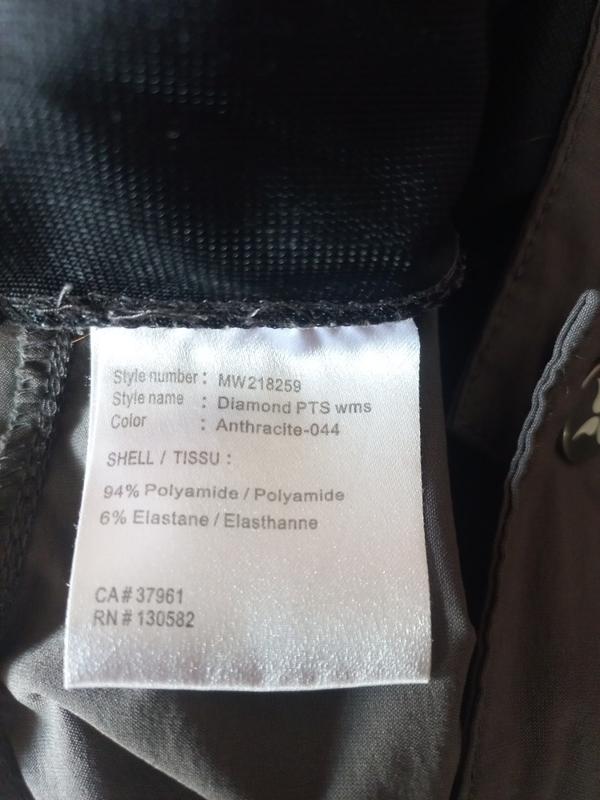 Style number : MW218259
Style name : Diamond PTS wms
Color : Anthracite-044
SHELL / TISSU :
94% Polyamide / Polyamide
6% Elastane / Elasthanne
CA # 37961
RN # 130582